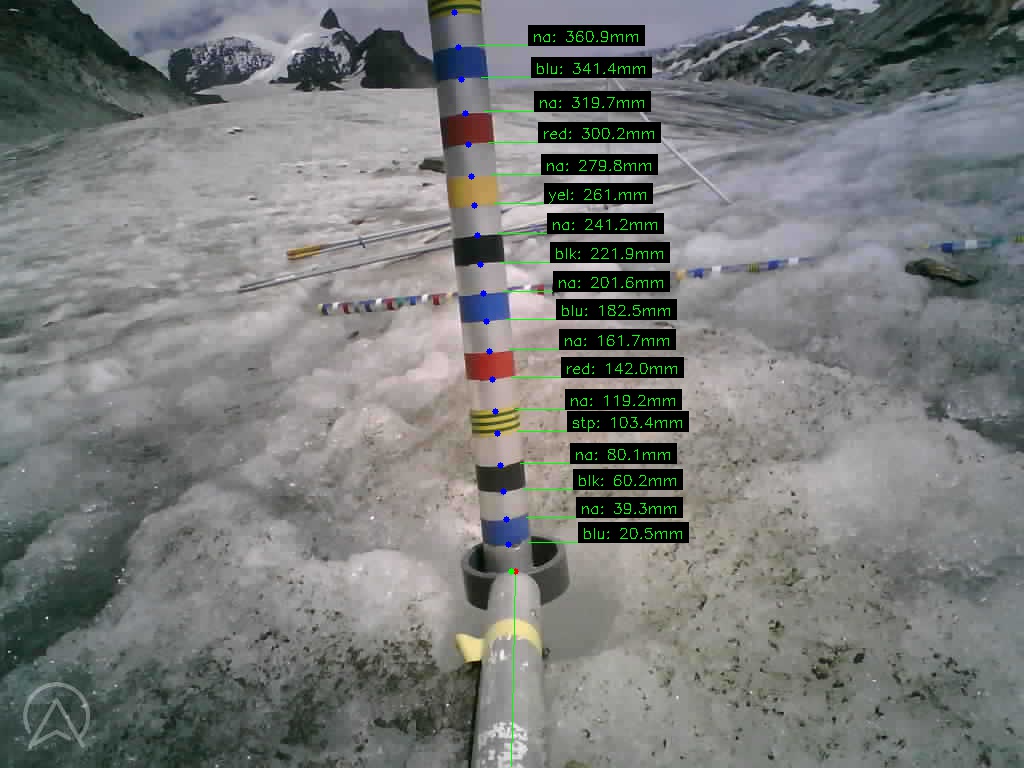 na: 360.9mm
blu: 341.4mm
na: 319.7mm
red: 300.2mm
na: 279.8mm
yel: 261.mm
na: 241.2mm
blk: 221.9mm
na: 201.6mm
blu: 182.5mm
na: 161.7mm
red: 142.0mm
na: 119.2mm
stp: 103.4mm
na: 80.1mm
blk: 60.2mm
na: 39.3mm
blu: 20.5mm